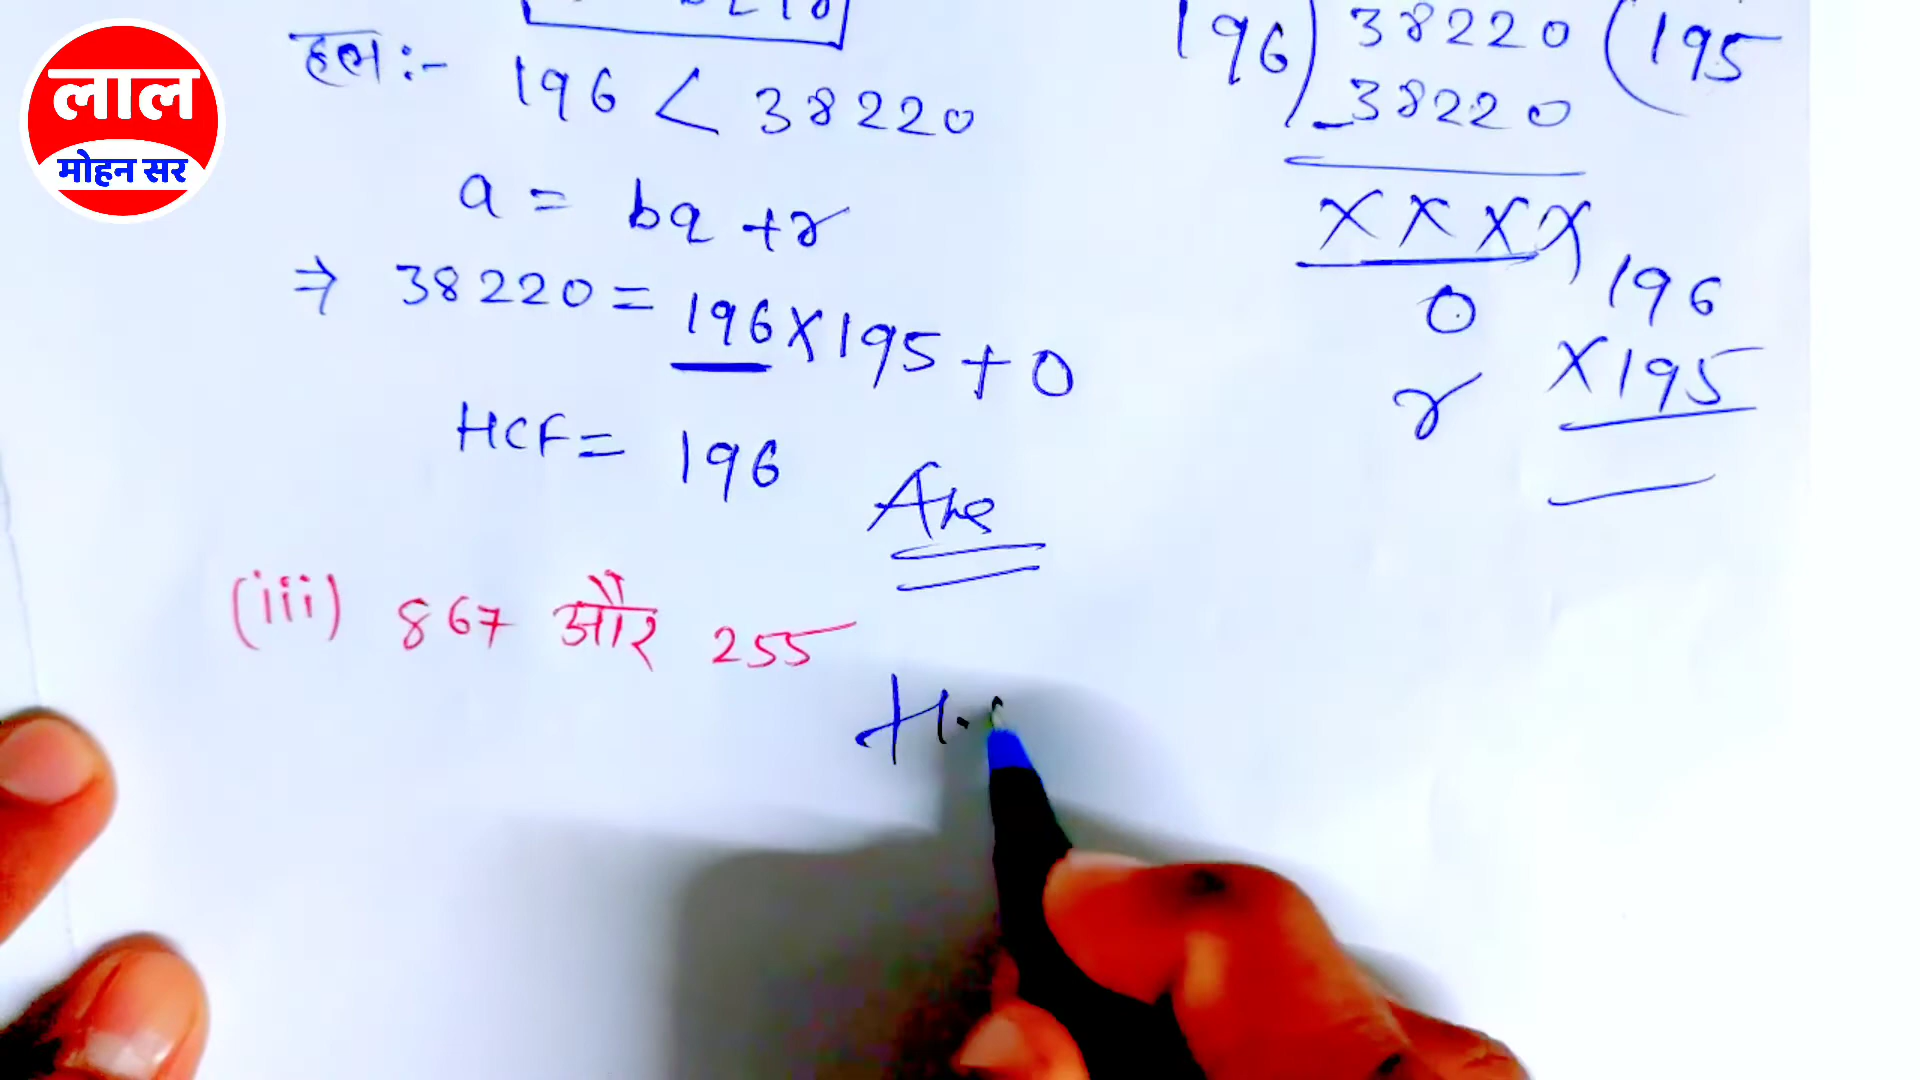 लाल
मोहन सर
हल :-
196 < 38220
a = bq + r
⇒ 38220 = 196 × 195 + 0
HCF = 196
Ans
196 ) 38220 ( 195
- 38220
X X X X
0
r
196
× 195
(iii) 867 और 255
H.